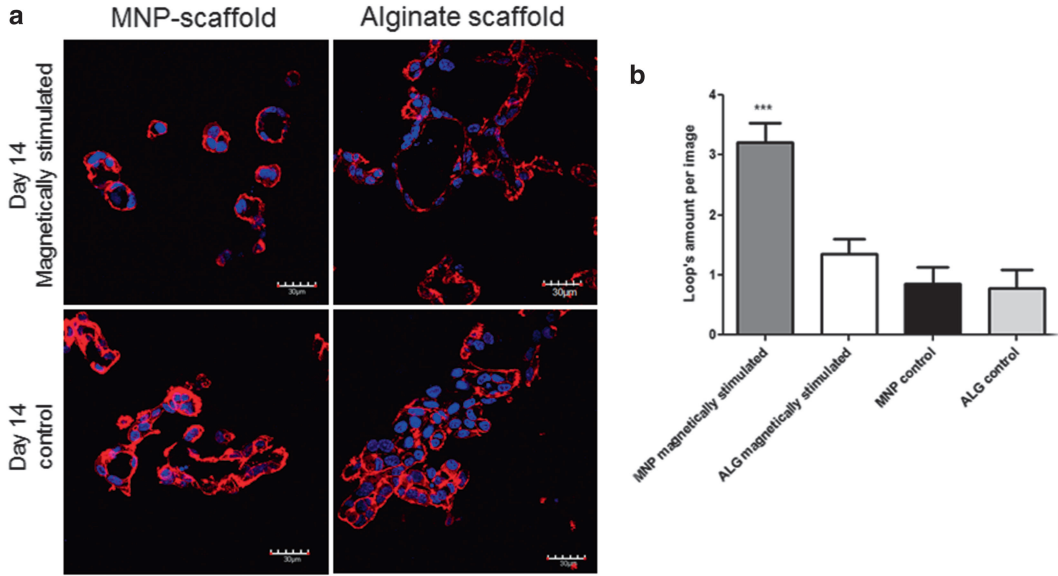 a
MNP-scaffold
Alginate scaffold
Day 14
Magnetically stimulated
30μm
30μm
Day 14
control
30μm
30μm
b
Loop's amount per image
4
3
2
1
0
***
MNP magnetically stimulated
ALG magnetically stimulated
MNP control
ALG control